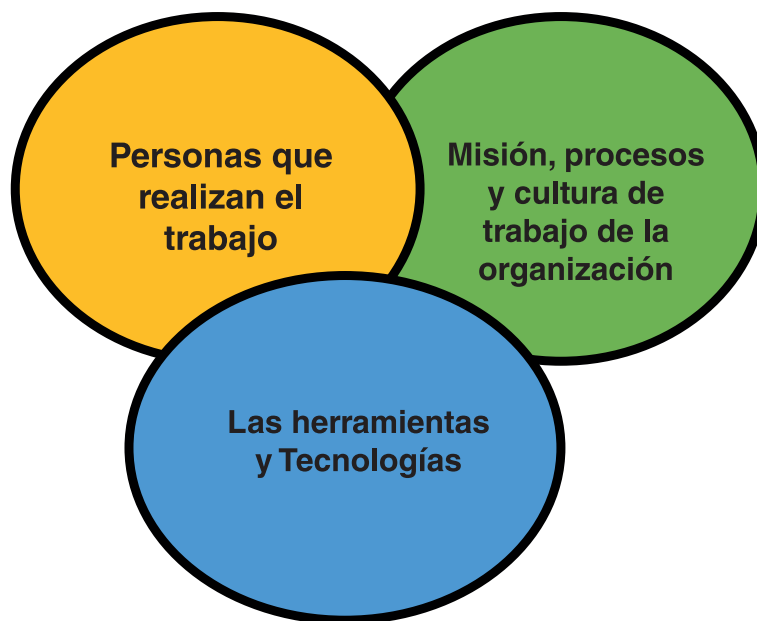 Personas que
realizan el
trabajo
Misión, procesos
y cultura de
trabajo de la
organización
Las herramientas
y Tecnologías